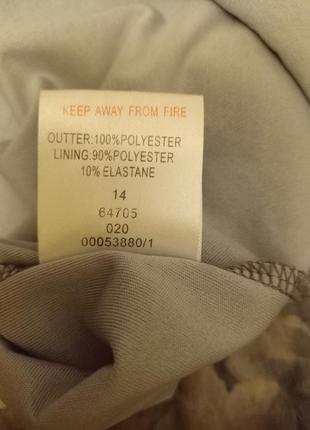 KEEP AWAY FROM FIRE
OUTTER:100%POLYESTER
LINING:90%POLYESTER
10% ELASTANE
14
64705
020
00053880/1